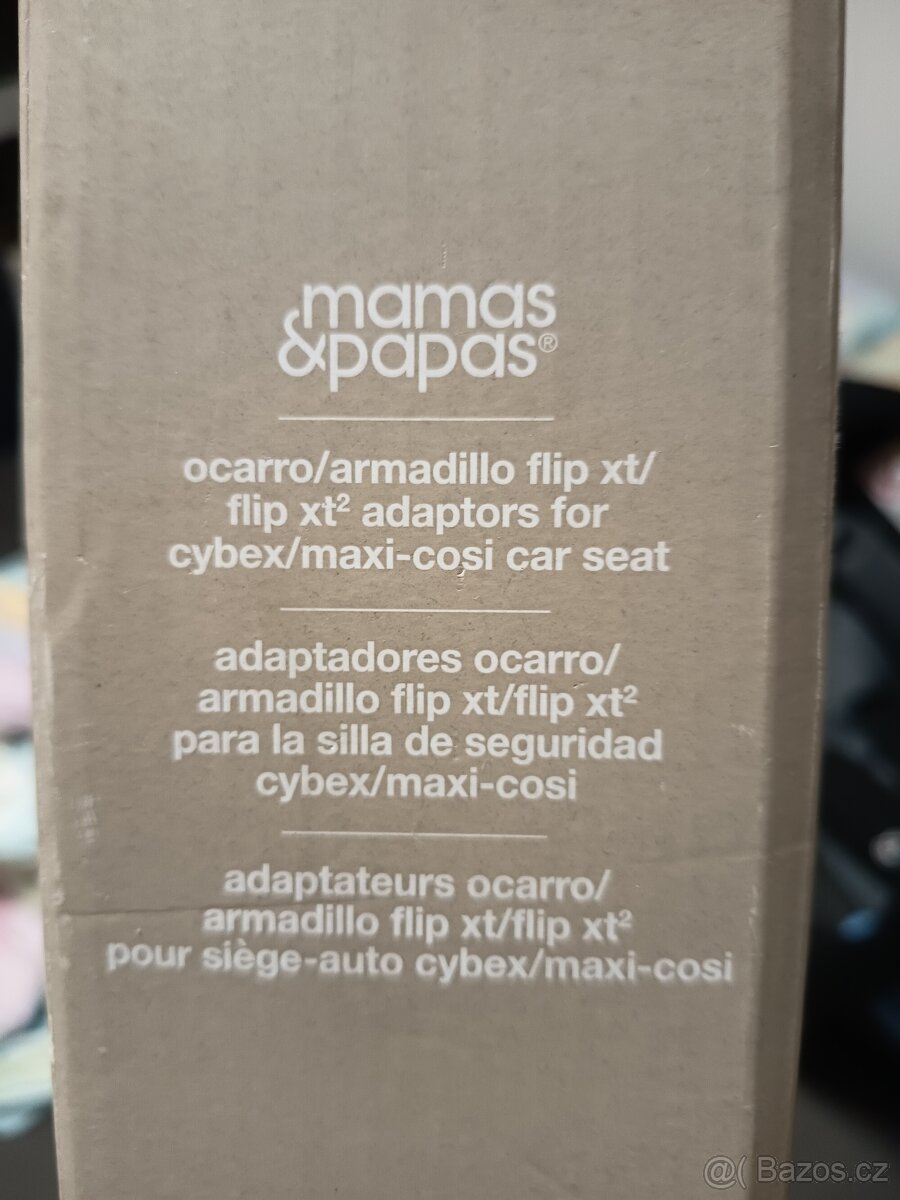 mamas
&papas®
ocarro/armadillo flip xt/
flip xt² adaptors for
cybex/maxi-cosi car seat
adaptadores ocarro/
armadillo flip xt/flip xt²
para la silla de seguridad
cybex/maxi-cosi
adaptateurs ocarro/
armadillo flip xt/flip xt²
pour siège-auto cybex/maxi-cosi
@( Bazos.cz